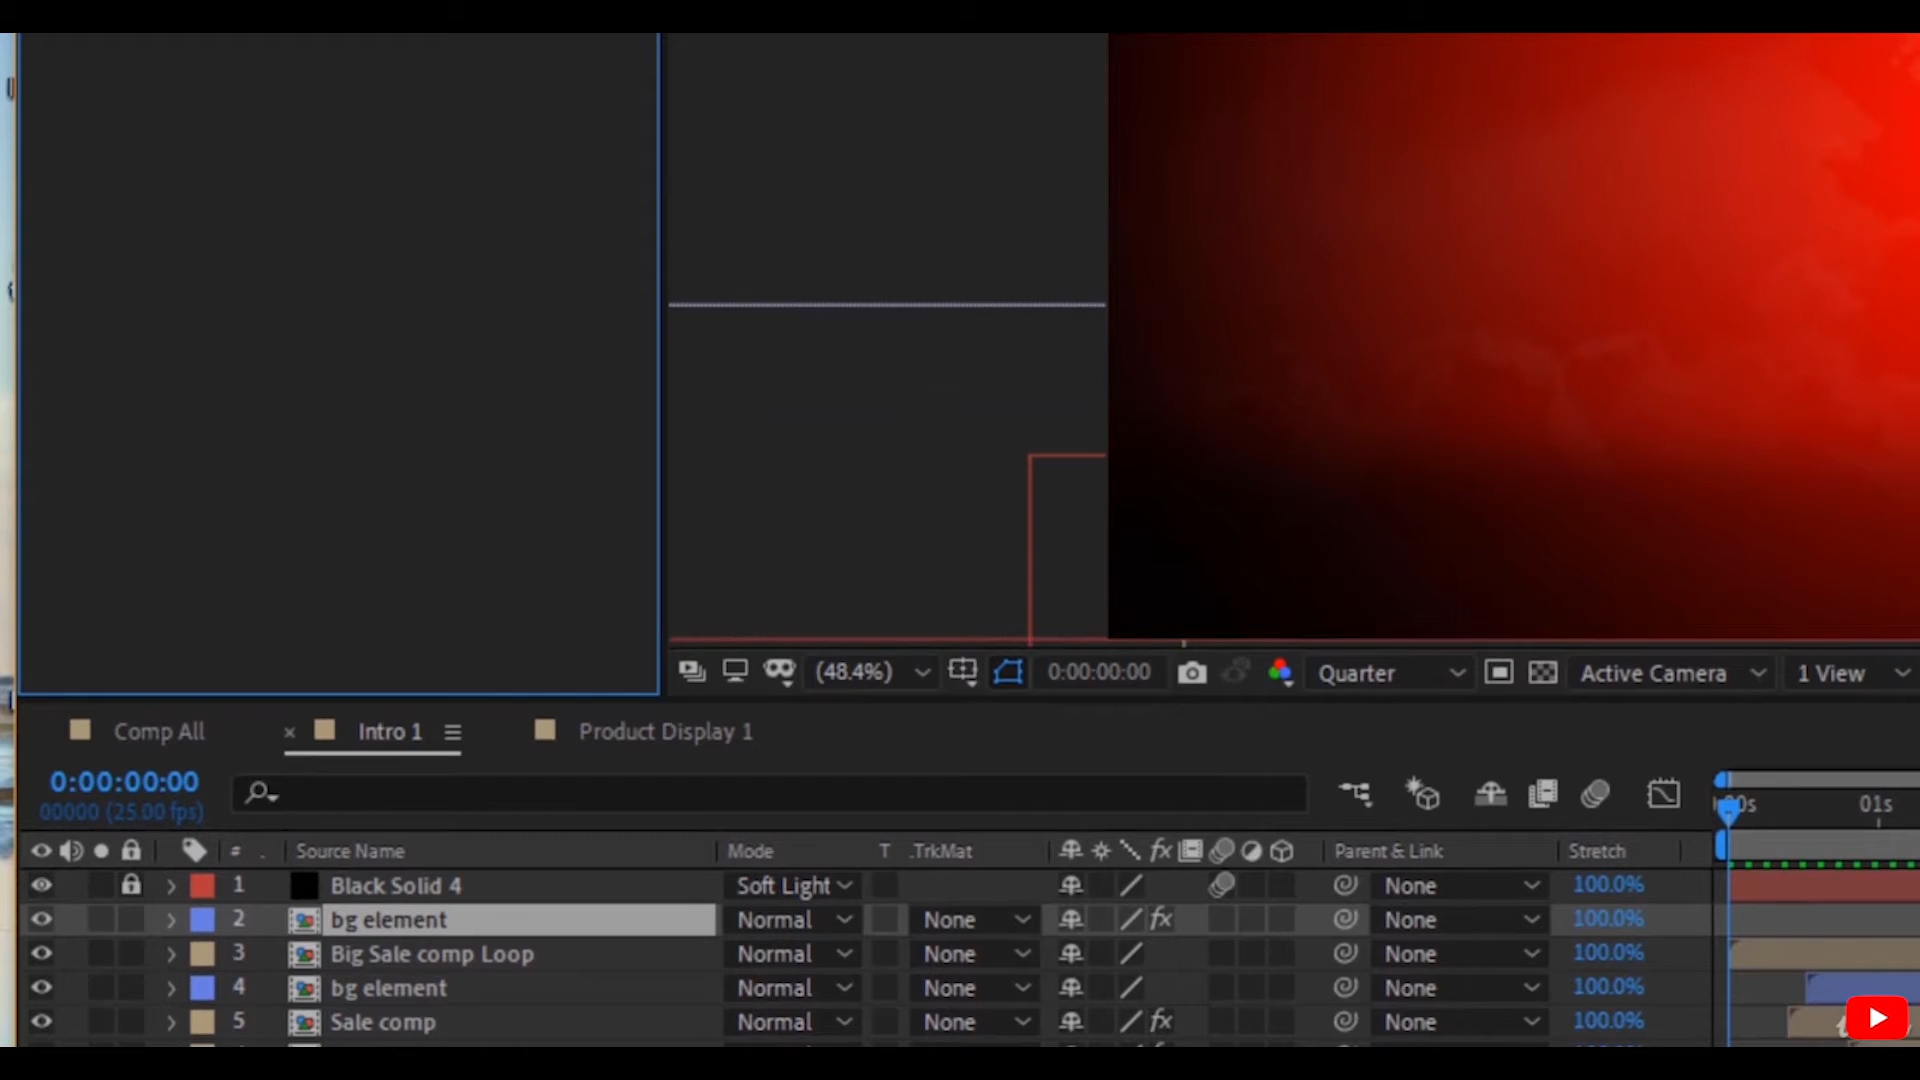 (48.4%) 0:00:00:00 Quarter Active Camera 1 View
Comp All × Intro 1 Product Display 1
0:00:00:00
00000 (25.00 fps)
00s 01s
# Source Name Mode T .TrkMat fx Parent & Link Stretch
1 Black Solid 4 Soft Light None 100.0%
2 bg element Normal None fx None 100.0%
3 Big Sale comp Loop Normal None None 100.0%
4 bg element Normal None None 100.0%
5 Sale comp Normal None fx None 100.0%